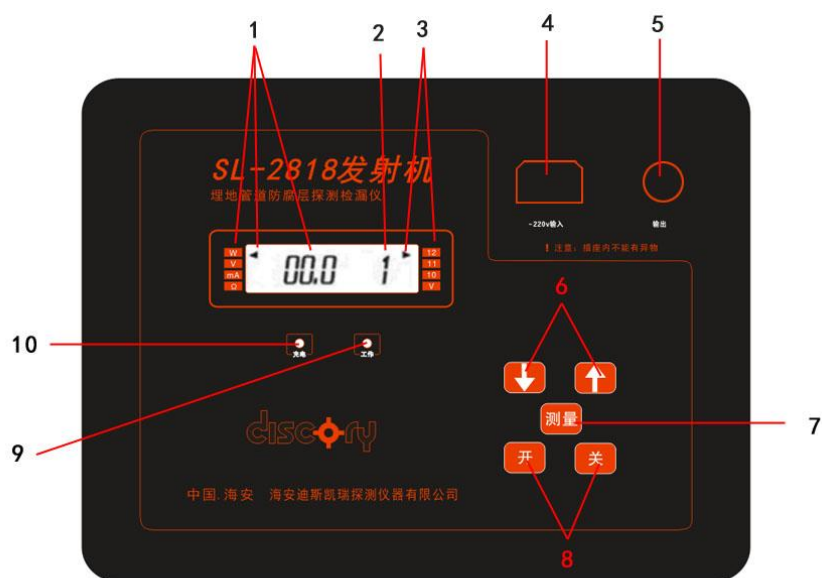 1 2 3 4 5
SL-2818发射机
埋地管道防腐层探测检漏仪
-220v输入
输出
！注意：插座内不能有异物
W
V
mA
Ω
00.0 1
12
11
10
V
6
10
充电
工作
测量
7
9
discory
开
关
中国.海安 海安迪斯凯瑞探测仪器有限公司
8